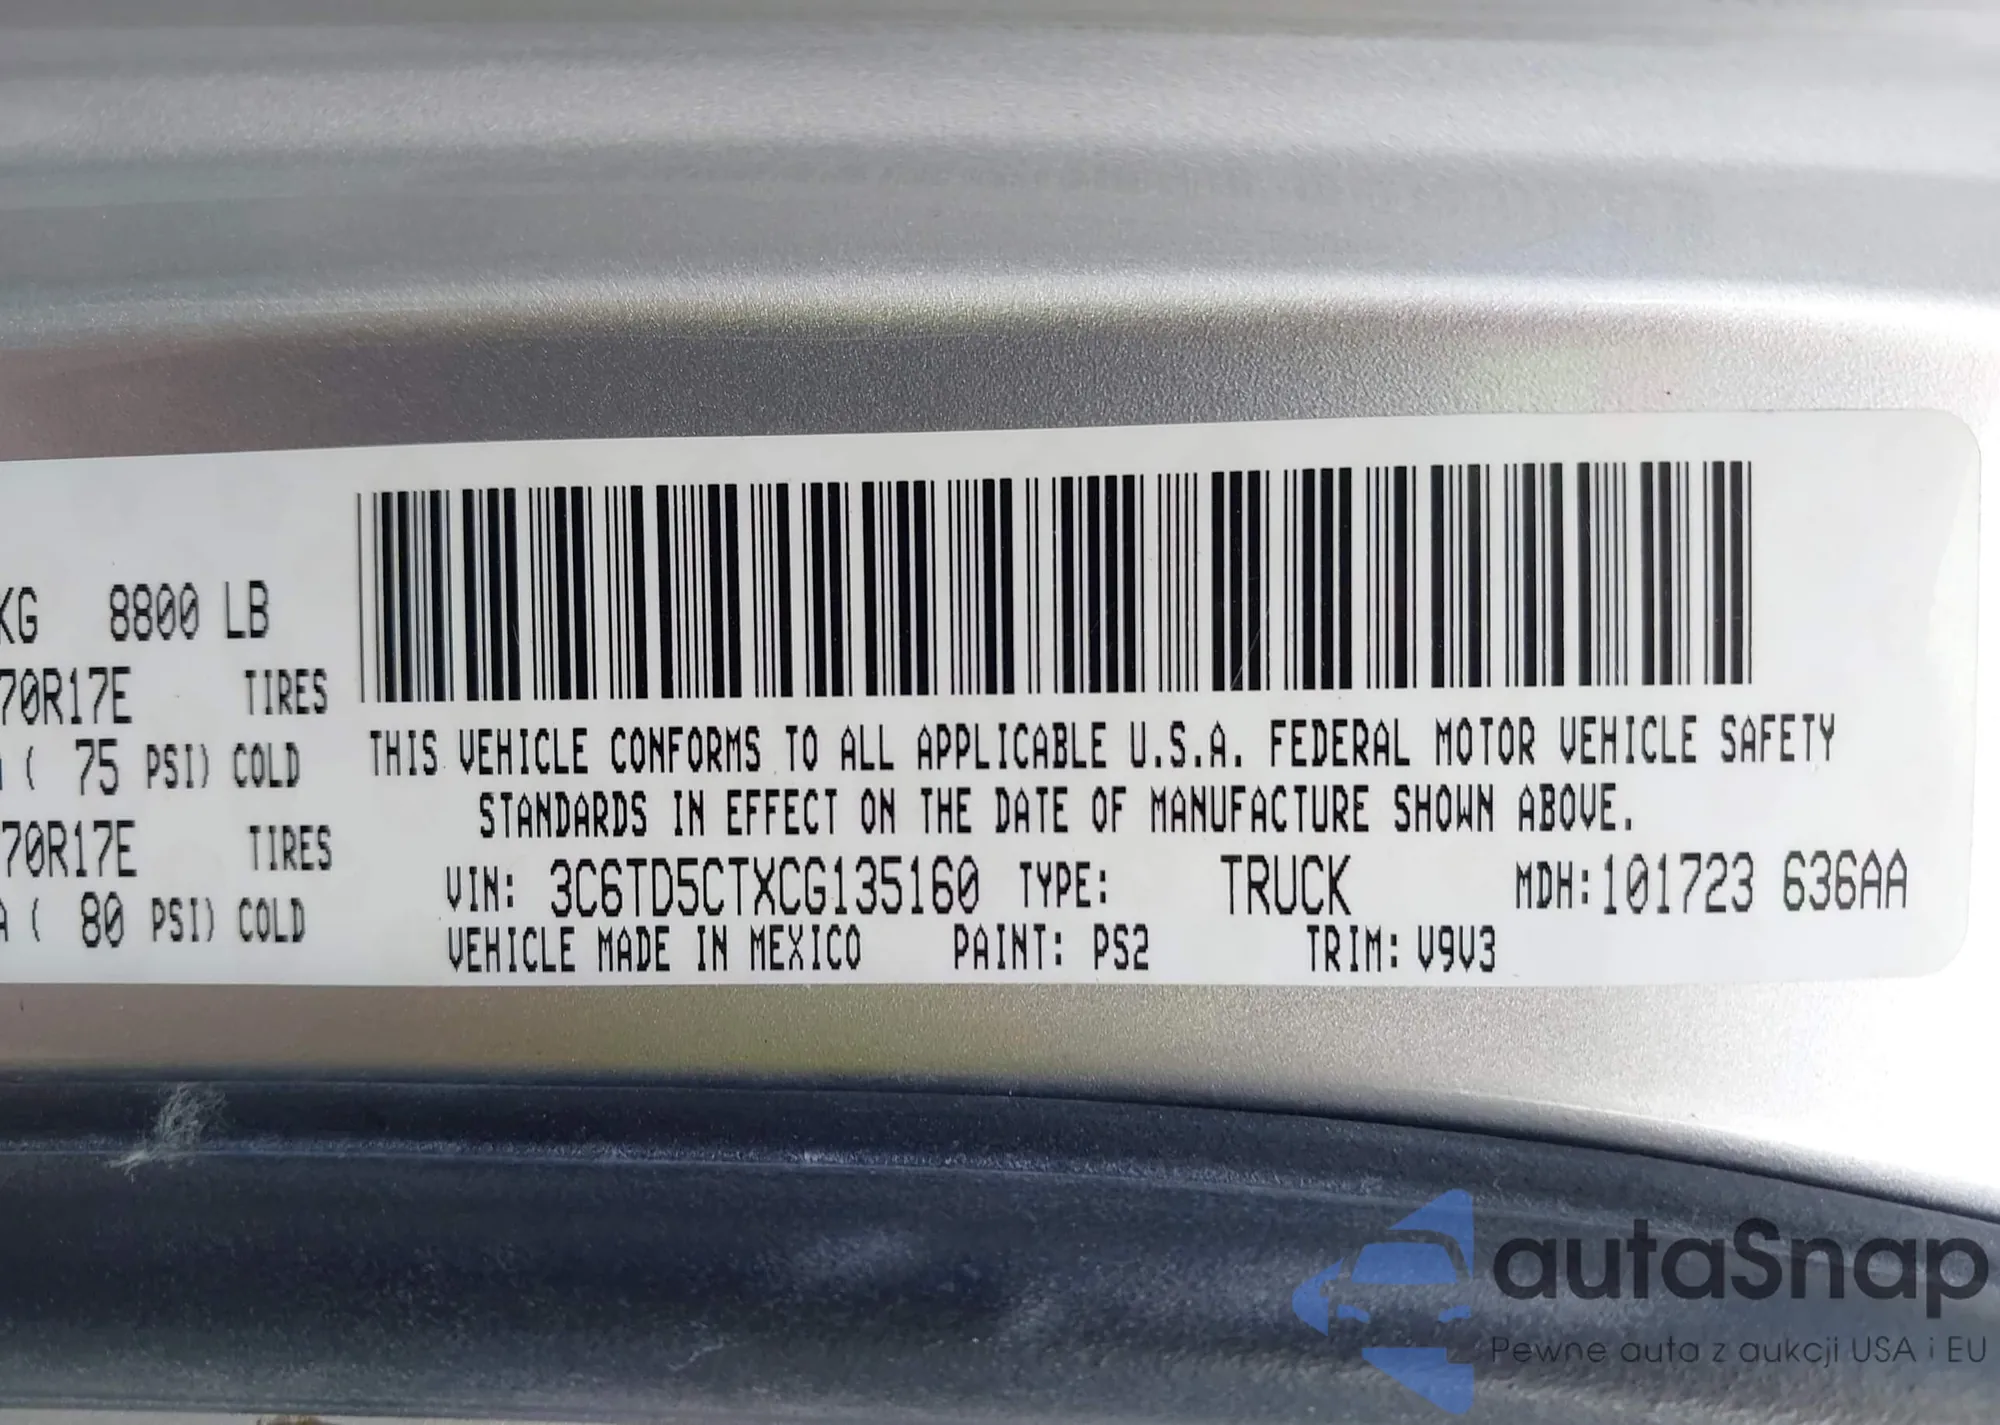 KG 8800 LB
70R17E TIRES
( 75 PSI) COLD
70R17E TIRES
A ( 80 PSI) COLD
THIS VEHICLE CONFORMS TO ALL APPLICABLE U.S.A. FEDERAL MOTOR VEHICLE SAFETY
STANDARDS IN EFFECT ON THE DATE OF MANUFACTURE SHOWN ABOVE.
VIN: 3C6TD5CTXCG135160 TYPE: TRUCK MDH:101723 636AA
VEHICLE MADE IN MEXICO PAINT: PS2 TRIM: V9V3
autaSnap
Pewne auta z aukcji USA i EU